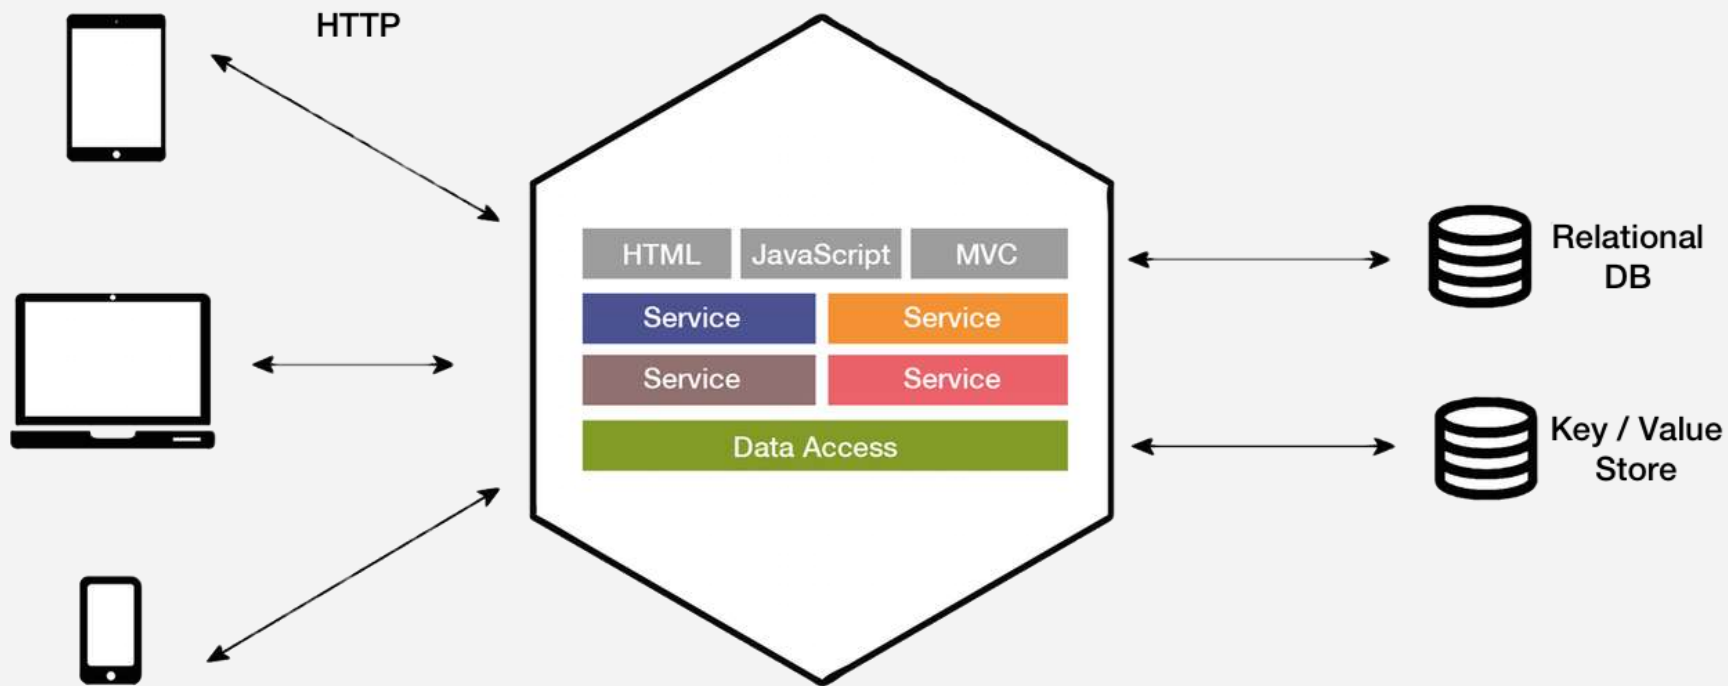 HTTP
HTML JavaScript MVC
Service Service
Service Service
Data Access
Relational
DB
Key / Value
Store